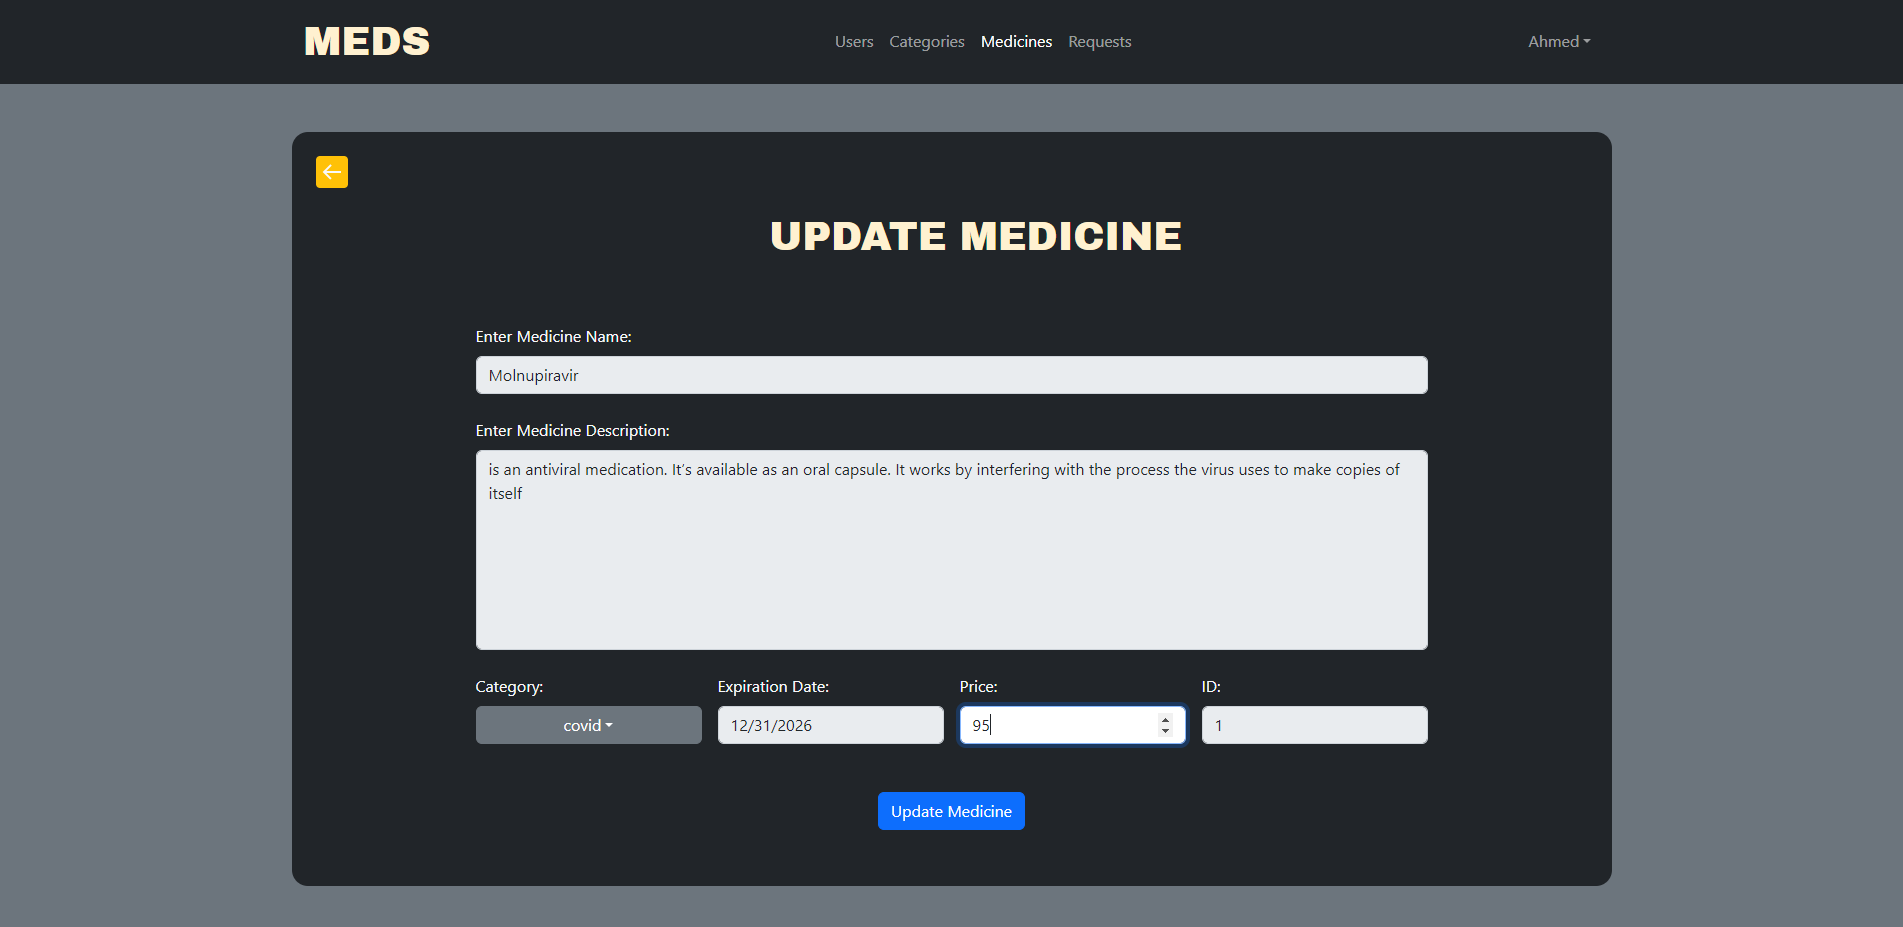 MEDS
Users Categories Medicines Requests
Ahmed
UPDATE MEDICINE
Enter Medicine Name:
Molnupiravir
Enter Medicine Description:
is an antiviral medication. It’s available as an oral capsule. It works by interfering with the process the virus uses to make copies of
itself
Category: Expiration Date: Price: ID:
covid 12/31/2026 95 1
Update Medicine